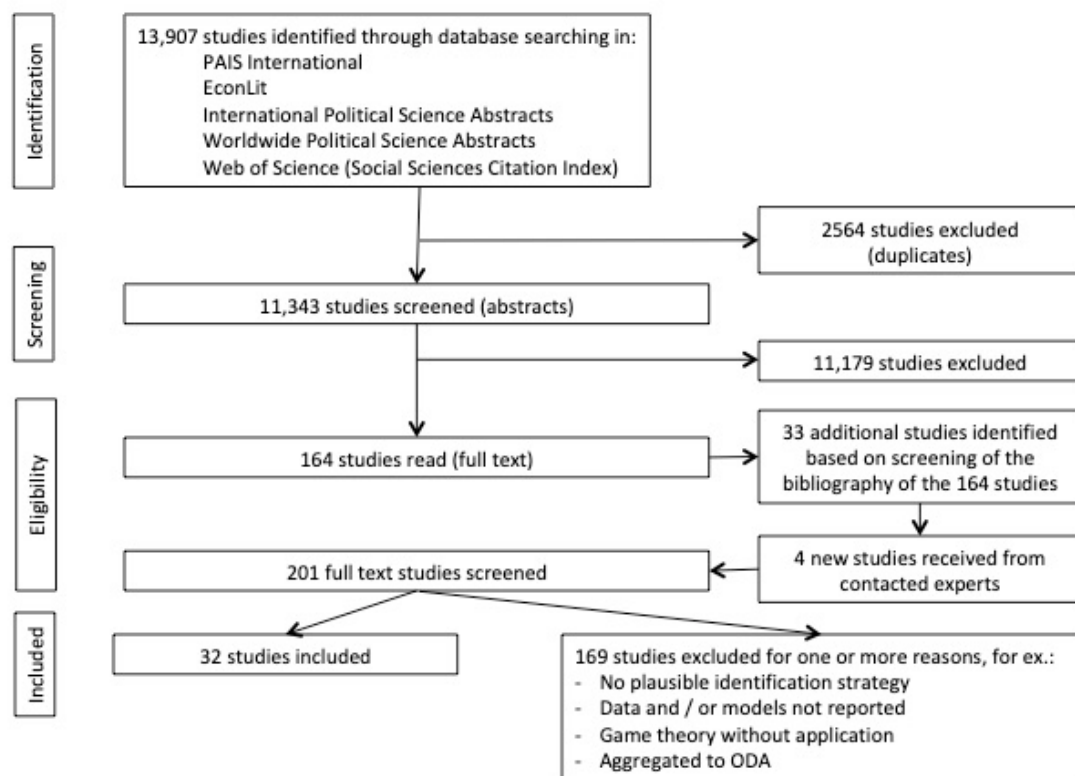 Identification
13,907 studies identified through database searching in:
PAIS International
EconLit
International Political Science Abstracts
Worldwide Political Science Abstracts
Web of Science (Social Sciences Citation Index)
2564 studies excluded
(duplicates)
Screening
11,343 studies screened (abstracts)
11,179 studies excluded
Eligibility
164 studies read (full text)
33 additional studies identified
based on screening of the
bibliography of the 164 studies
4 new studies received from
contacted experts
201 full text studies screened
Included
32 studies included
169 studies excluded for one or more reasons, for ex.:
- No plausible identification strategy
- Data and / or models not reported
- Game theory without application
- Aggregated to ODA